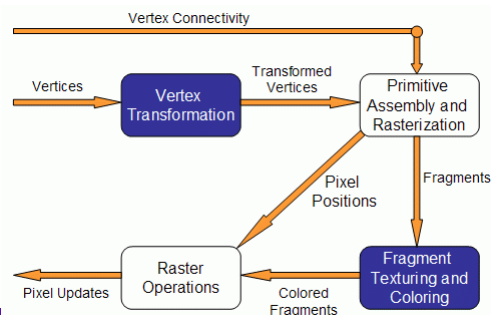 Vertex Connectivity
Vertices
Vertex
Transformation
Transformed
Vertices
Primitive
Assembly and
Rasterization
Pixel
Positions
Fragments
Fragment
Texturing and
Coloring
Colored
Fragments
Raster
Operations
Pixel Updates